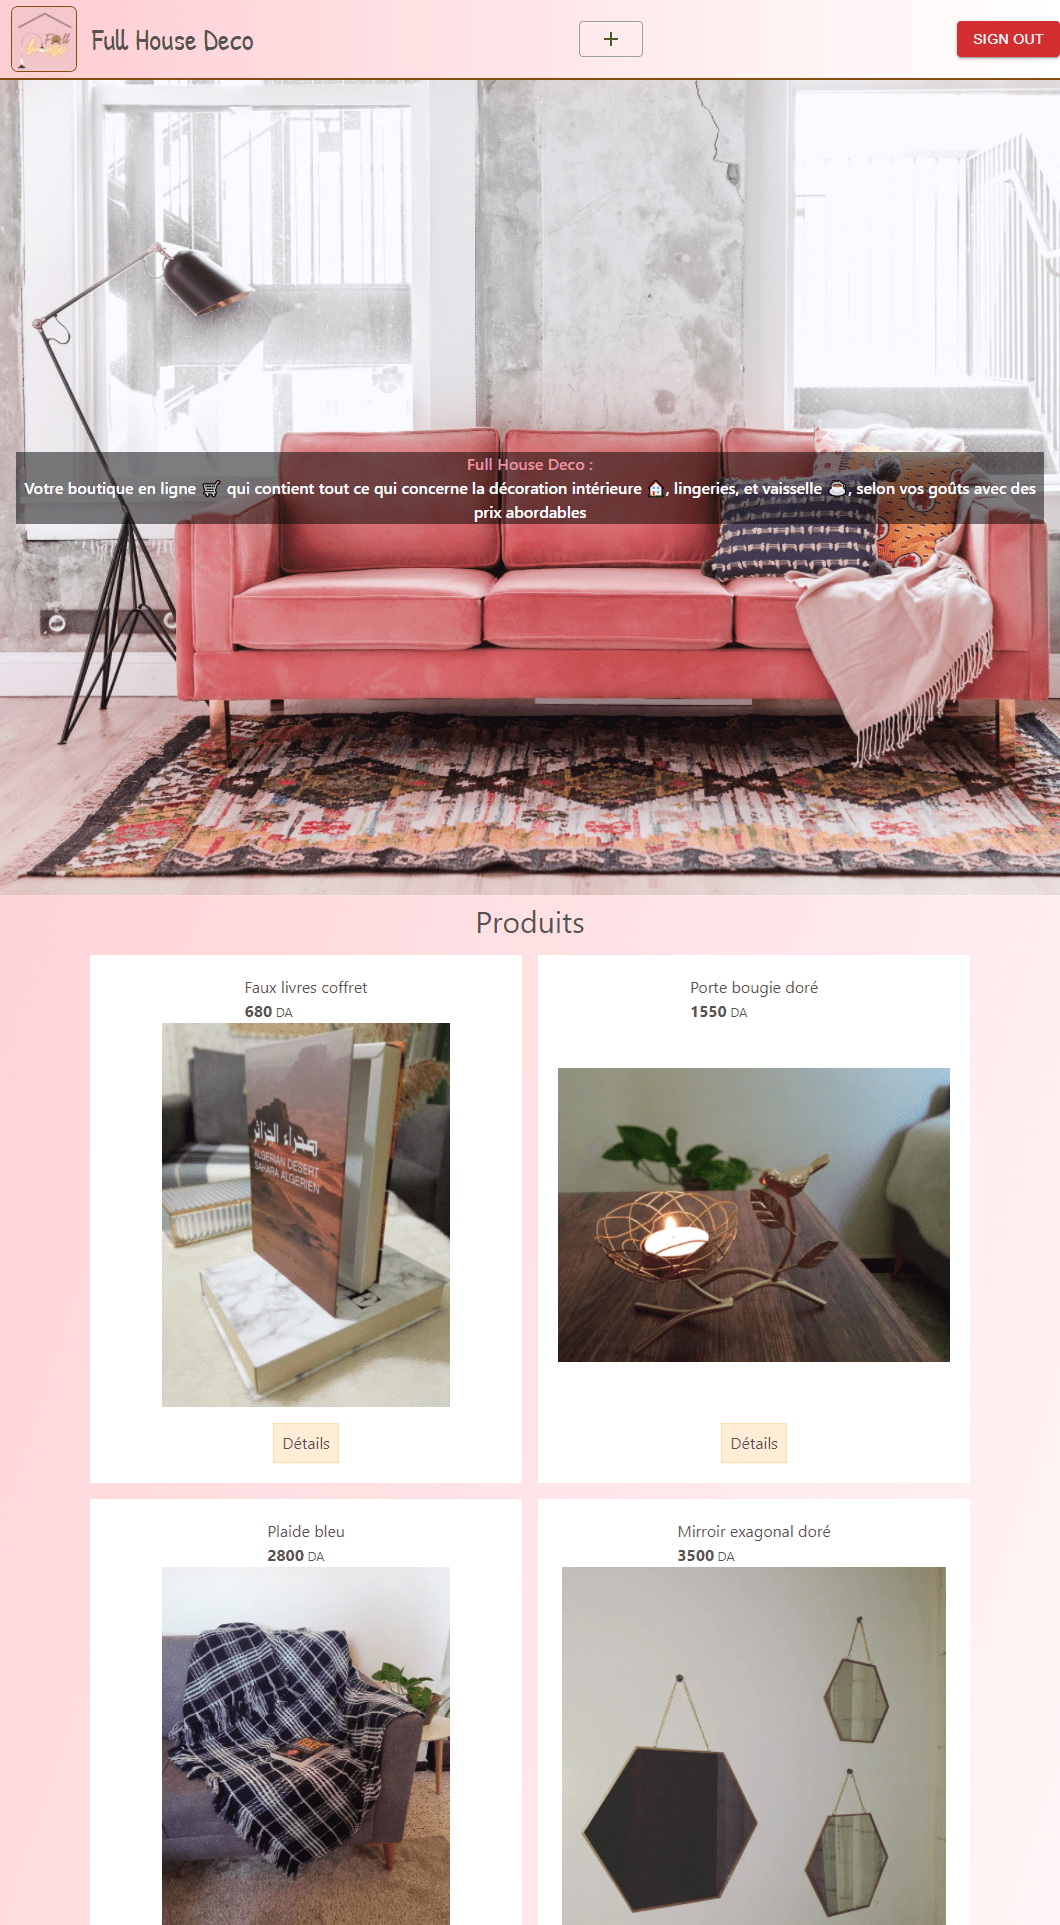 Full
house
Full House Deco
+
SIGN OUT
Full House Deco :
Votre boutique en ligne 🛒 qui contient tout ce qui concerne la décoration intérieure 🏠, lingeries, et vaisselle ☕, selon vos goûts avec des
prix abordables
Produits
Faux livres coffret
680 DA
صحراء الجزائر
ALGERIAN DESERT
SAHARA ALGERIEN
Détails
Porte bougie doré
1550 DA
Détails
Plaide bleu
2800 DA
Mirroir exagonal doré
3500 DA